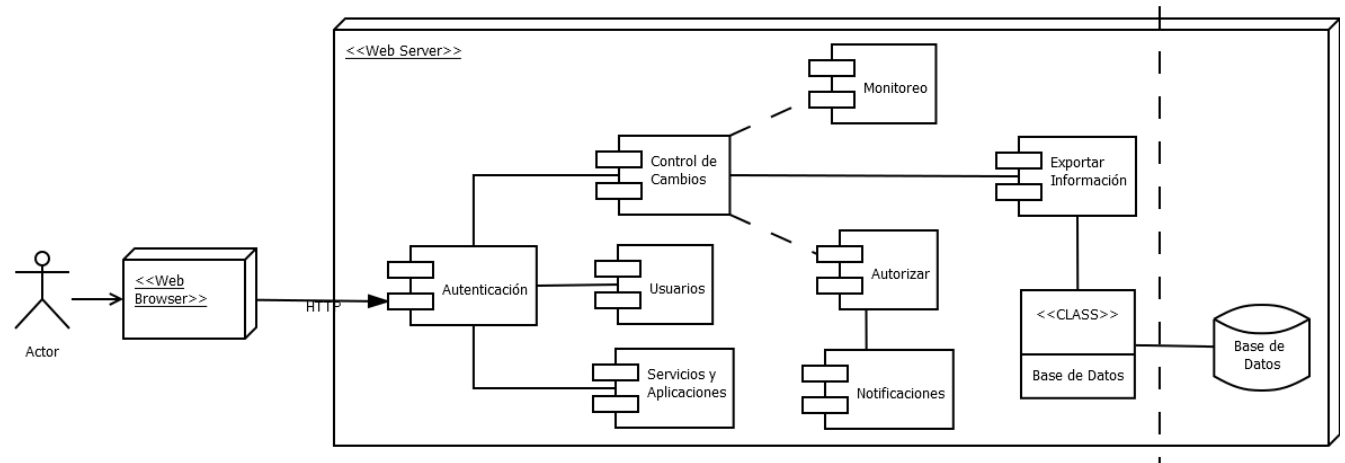 <<Web Server>>
Monitoreo
Control de
Cambios
Exportar
Información
<<Web
Browser>>
HTTP
Autenticación
Usuarios
Autorizar
<<CLASS>>
Base de Datos
Base de
Datos
Servicios y
Aplicaciones
Notificaciones
Actor